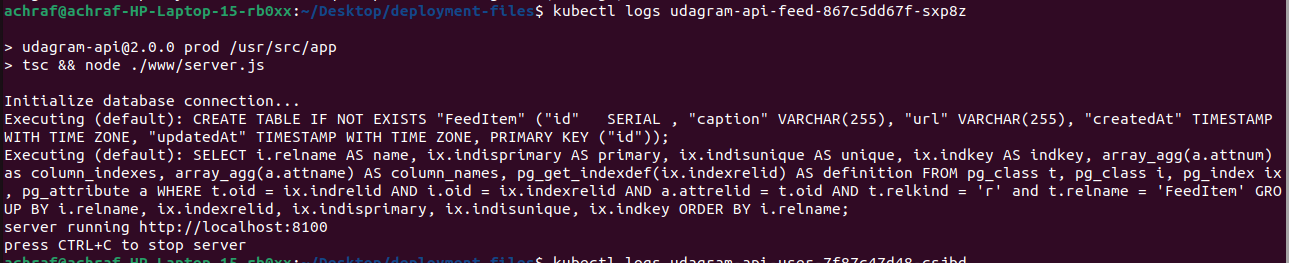 achraf@achraf-HP-Laptop-15-rb0xx:~/Desktop/deployment-files$ kubectl logs udagram-api-feed-867c5dd67f-sxp8z
> udagram-api@2.0.0 prod /usr/src/app
> tsc && node ./www/server.js
Initialize database connection...
Executing (default): CREATE TABLE IF NOT EXISTS "FeedItem" ("id"   SERIAL , "caption" VARCHAR(255), "url" VARCHAR(255), "createdAt" TIMESTAMP
WITH TIME ZONE, "updatedAt" TIMESTAMP WITH TIME ZONE, PRIMARY KEY ("id"));
Executing (default): SELECT i.relname AS name, ix.indisprimary AS primary, ix.indisunique AS unique, ix.indkey AS indkey, array_agg(a.attnum)
as column_indexes, array_agg(a.attname) AS column_names, pg_get_indexdef(ix.indexrelid) AS definition FROM pg_class t, pg_class i, pg_index ix
, pg_attribute a WHERE t.oid = ix.indrelid AND i.oid = ix.indexrelid AND a.attrelid = t.oid AND t.relkind = 'r' and t.relname = 'FeedItem' GRO
UP BY i.relname, ix.indexrelid, ix.indisprimary, ix.indisunique, ix.indkey ORDER BY i.relname;
server running http://localhost:8100
press CTRL+C to stop server
achraf@achraf-HP-Laptop-15-rb0xx:~/Desktop/deployment-files$ kubectl logs